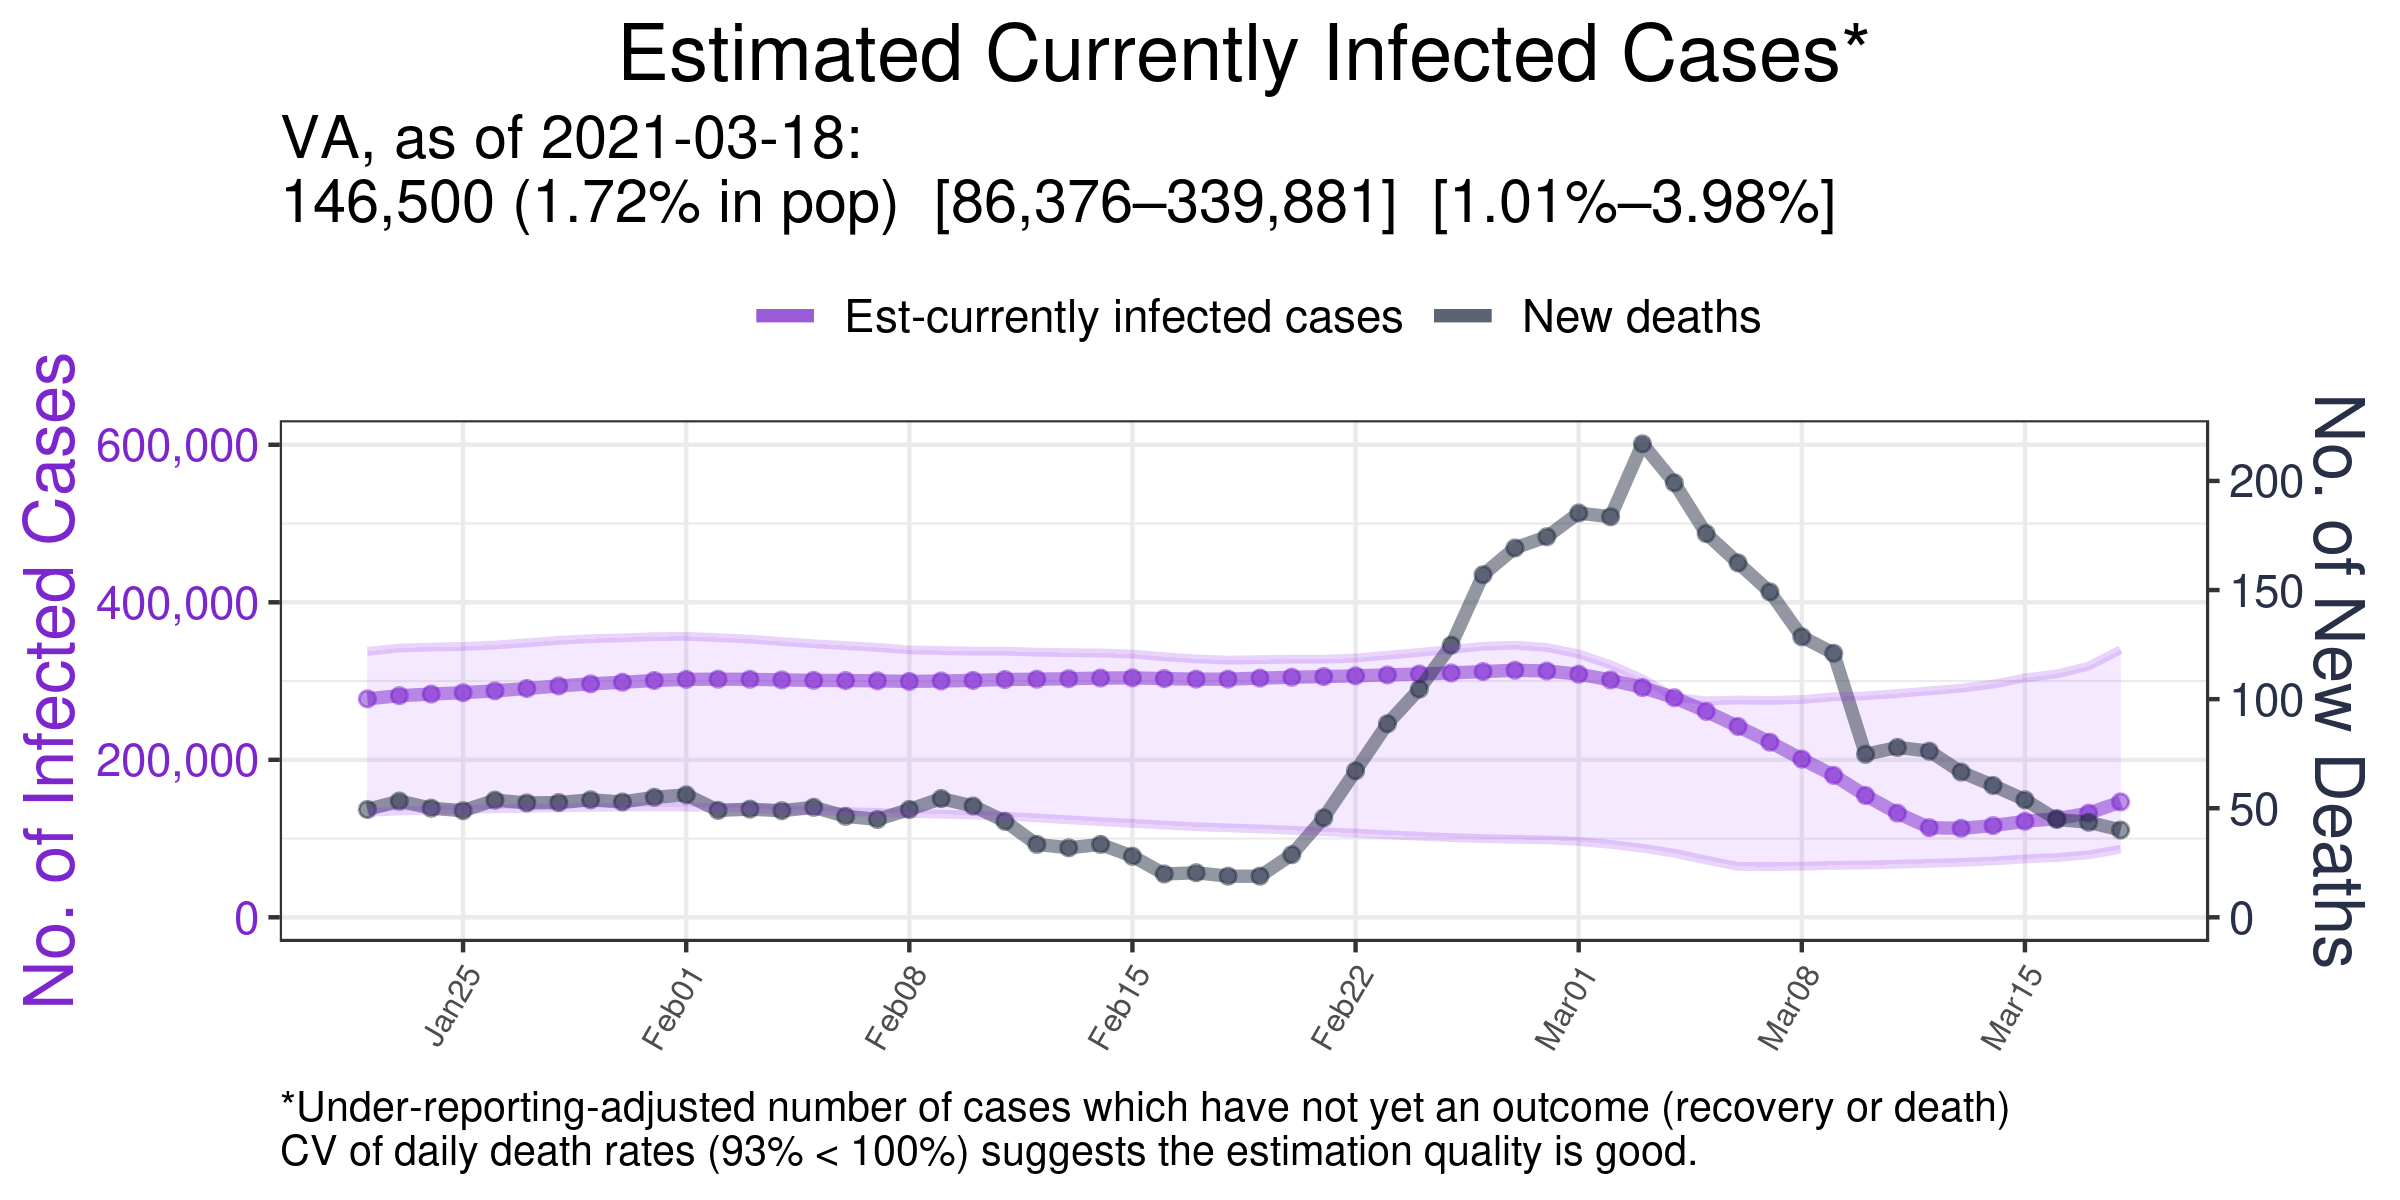 Estimated Currently Infected Cases*
VA, as of 2021-03-18:
146,500 (1.72% in pop)  [86,376–339,881]  [1.01%–3.98%]
Est-currently infected cases
New deaths
No. of Infected Cases
600,000
400,000
200,000
0
200
150
100
50
0
No. of New Deaths
Jan25
Feb01
Feb08
Feb15
Feb22
Mar01
Mar08
Mar15
*Under-reporting-adjusted number of cases which have not yet an outcome (recovery or death)
CV of daily death rates (93% < 100%) suggests the estimation quality is good.